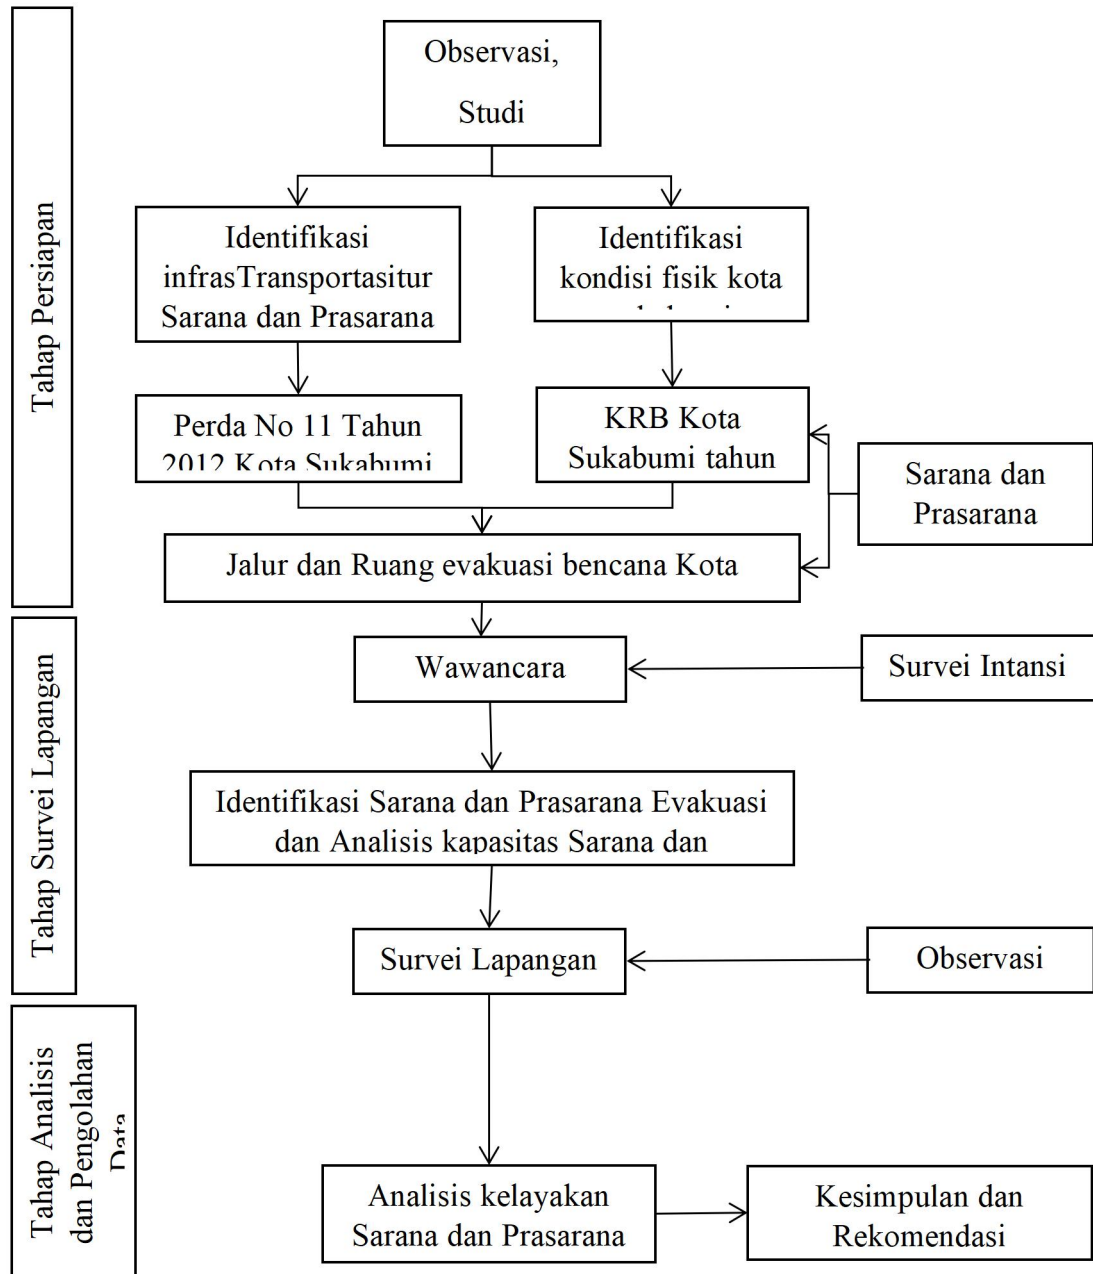 Tahap Persiapan
Observasi,
Studi
Identifikasi
infrasTransportasitur
Sarana dan Prasarana
Identifikasi
kondisi fisik kota
Perda No 11 Tahun
2012 Kota Sukabumi
KRB Kota
Sukabumi tahun
Sarana dan
Prasarana
Jalur dan Ruang evakuasi bencana Kota
Tahap Survei Lapangan
Wawancara
Survei Intansi
Identifikasi Sarana dan Prasarana Evakuasi
dan Analisis kapasitas Sarana dan
Survei Lapangan
Observasi
Tahap Analisis
dan Pengolahan
Data
Analisis kelayakan
Sarana dan Prasarana
Kesimpulan dan
Rekomendasi